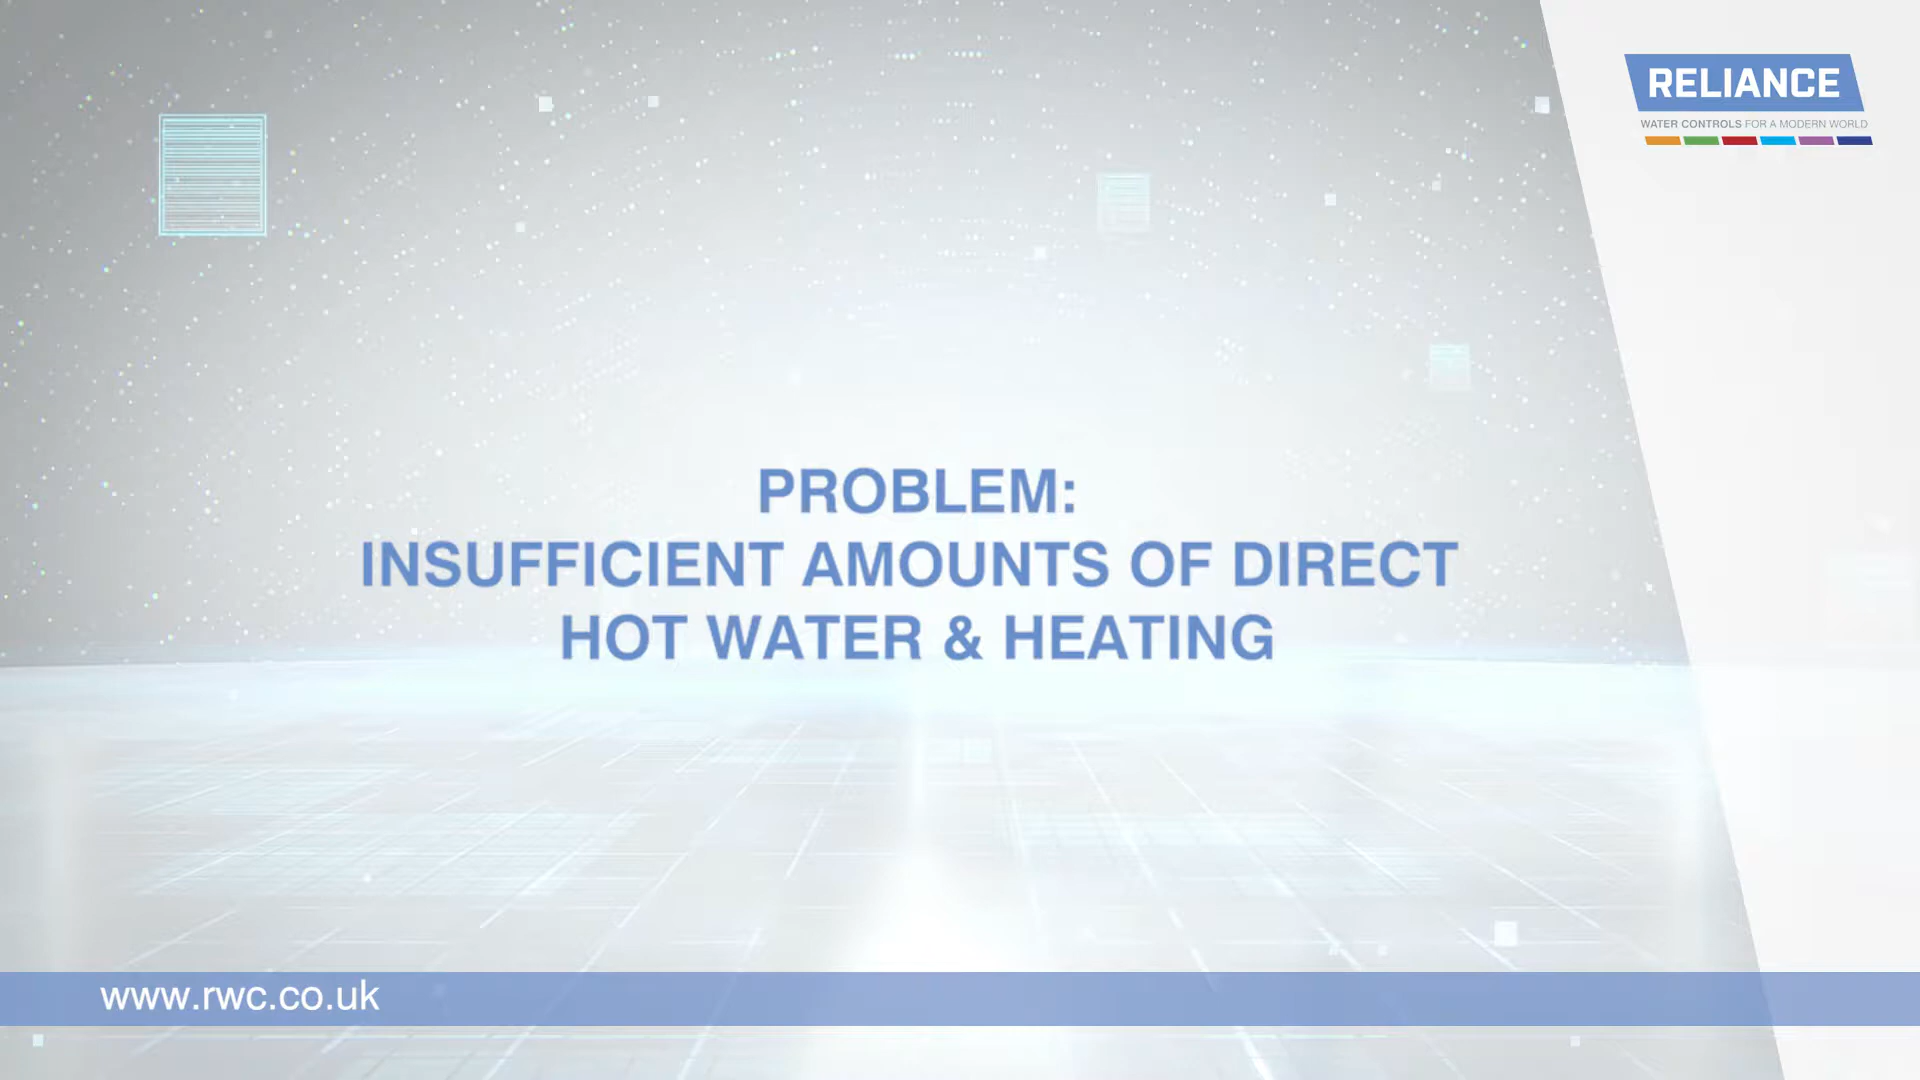 RELIANCE
WATER CONTROLS FOR A MODERN WORLD
PROBLEM:
INSUFFICIENT AMOUNTS OF DIRECT
HOT WATER & HEATING
www.rwc.co.uk